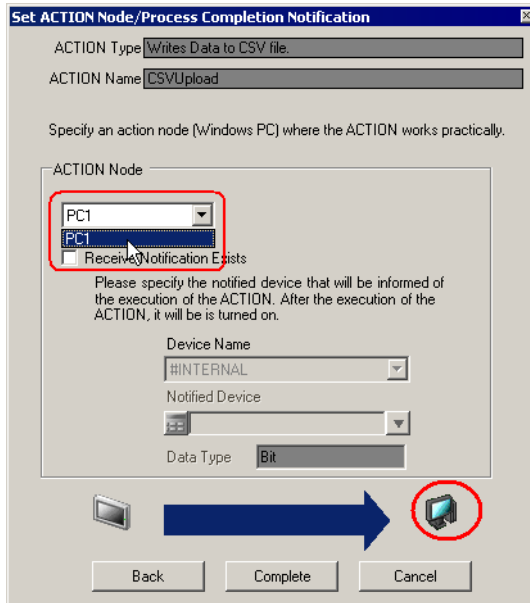 Set ACTION Node/Process Completion Notification
ACTION Type Writes Data to CSV file.
ACTION Name CSVUpload
Specify an action node (Windows PC) where the ACTION works practically.
ACTION Node
PC1
PC1
Receive Notification Exists
Please specify the notified device that will be informed of
the execution of the ACTION. After the execution of the
ACTION, it will be is turned on.
Device Name
#INTERNAL
Notified Device
Data Type Bit
Back Complete Cancel